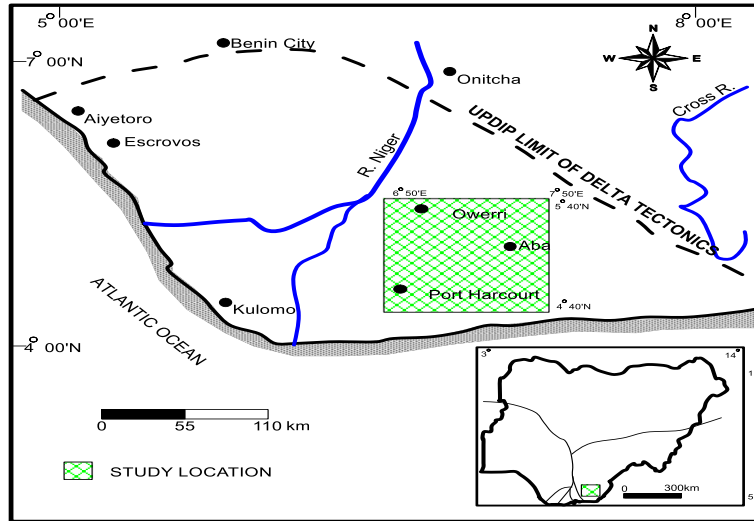 5° 00'E
8° 00'E
7° 00'N
Benin City
N
W E
S
Onitcha
Cross R.
Aiyetoro
Escrovos
UPDIP LIMIT OF DELTA TECTONICS
R. Niger
6° 50'E
7° 50'E
5° 40'N
Owerri
Aba
Port Harcourt
4° 40'N
Kulomo
ATLANTIC OCEAN
4° 00'N
3°
14°
1
0 55 110 km
STUDY LOCATION
0 300km
5